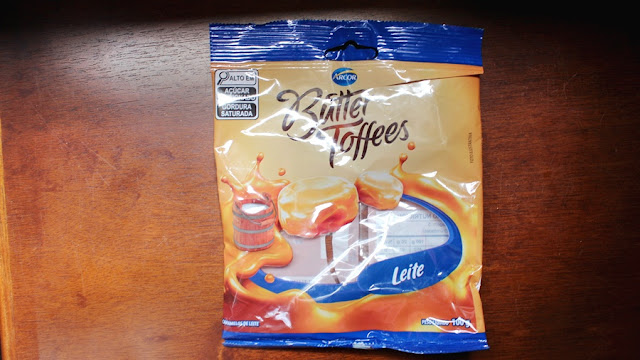 ALTO EM
AÇÚCAR
GORDURA
SATURADA
ARCOR
Butter
Toffees
Leite
100 g